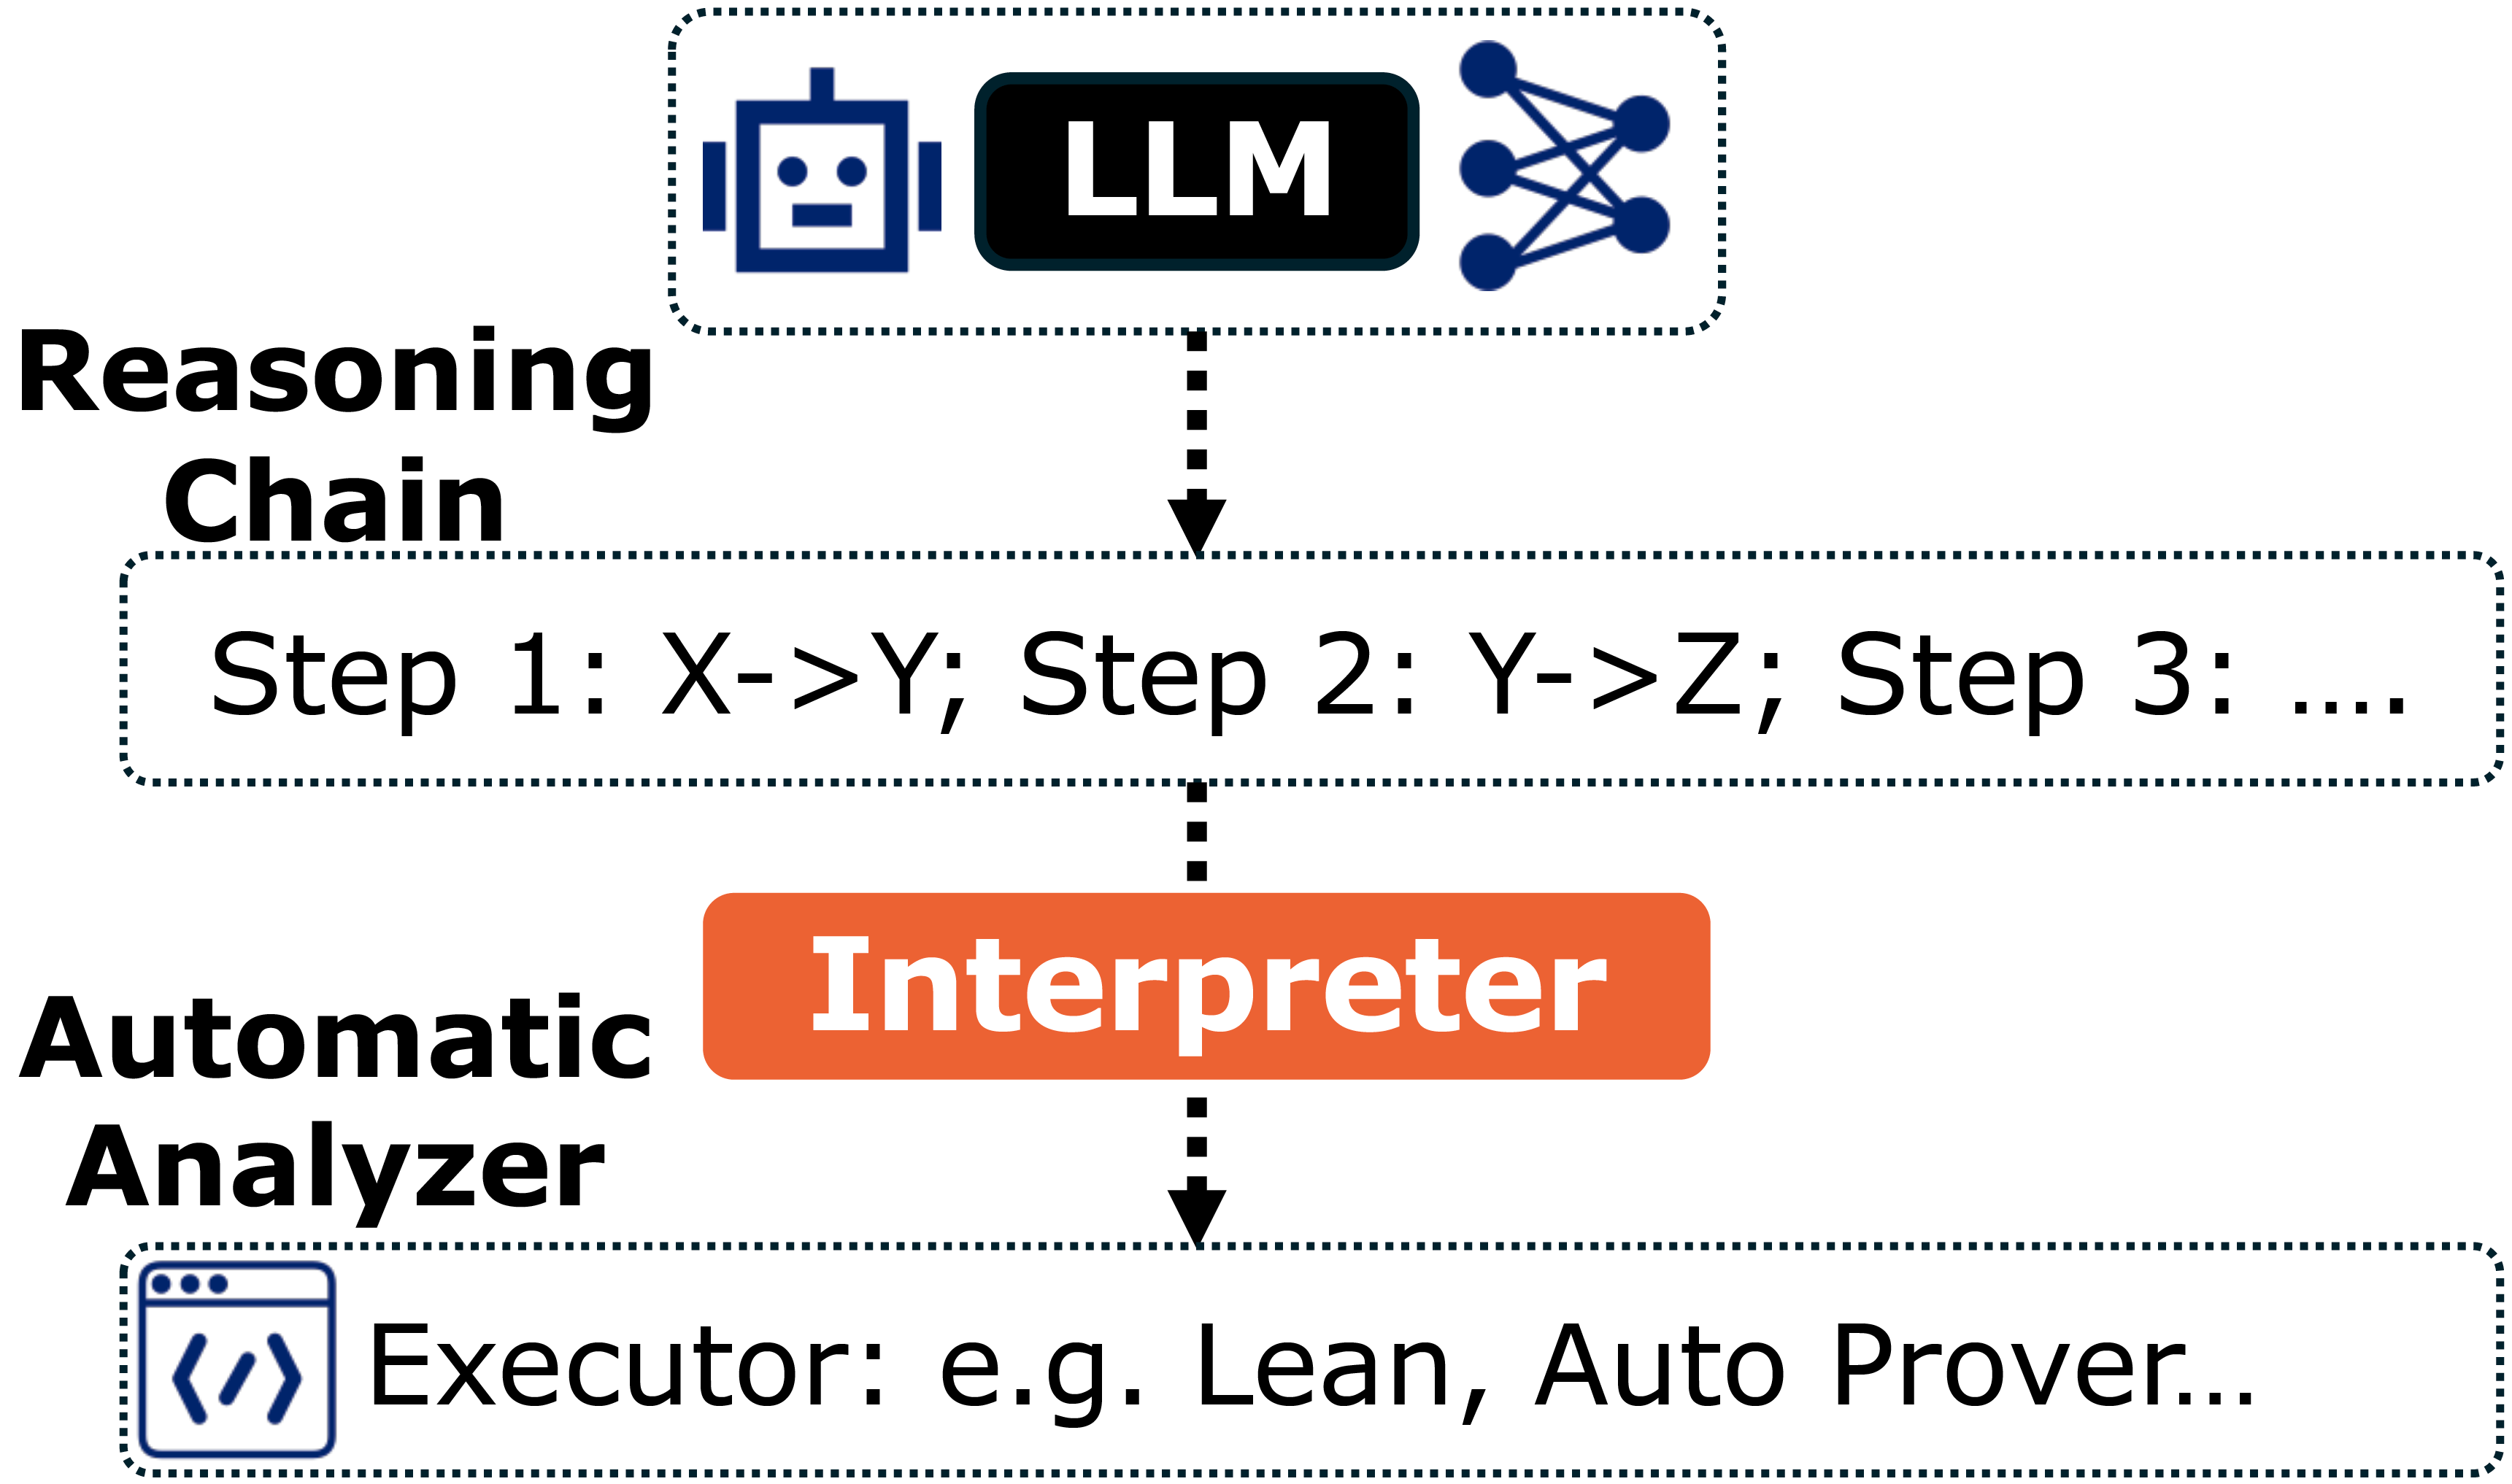 LLM
Reasoning
Chain
Step 1: X->Y; Step 2: Y->Z; Step 3: ....
Interpreter
Automatic
Analyzer
Executor: e.g. Lean, Auto Prover...